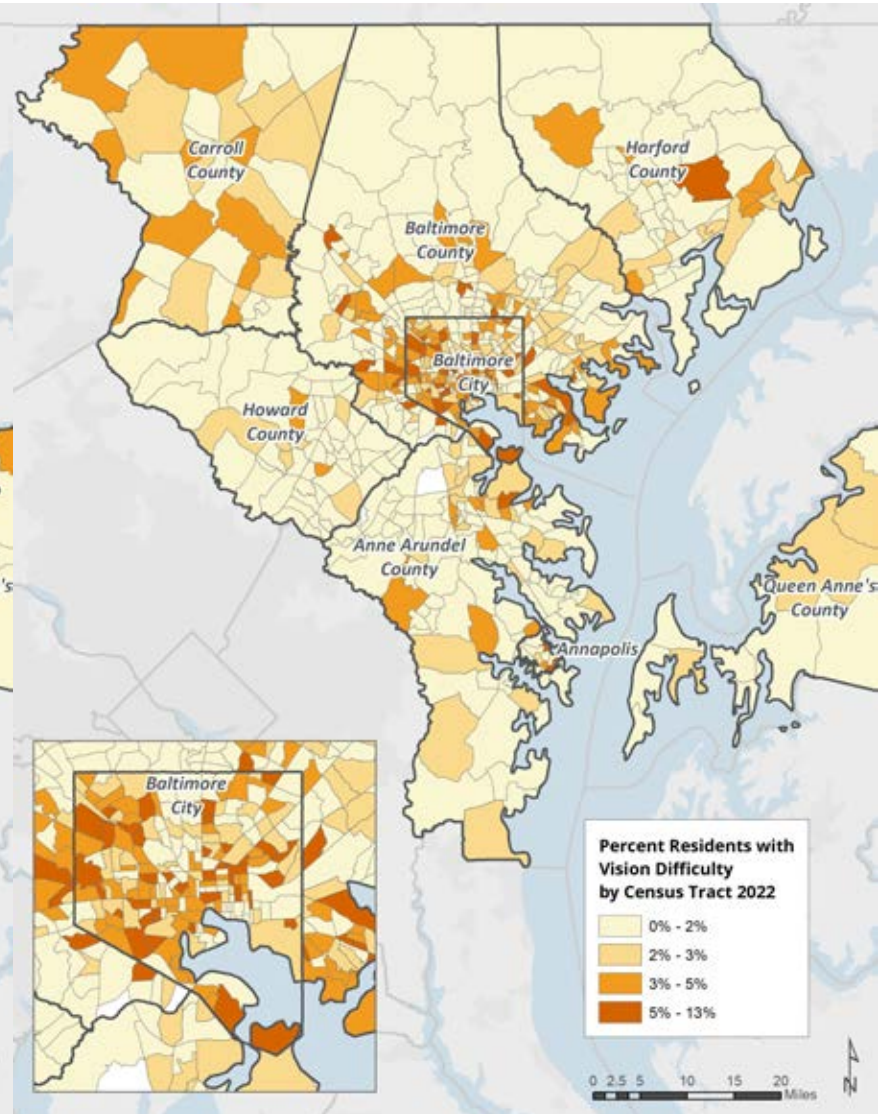 Carroll
County
Harford
County
Baltimore
County
Baltimore
City
Howard
County
Anne Arundel
County
Queen Anne's
County
's
Annapolis
Baltimore
City
Percent Residents with
Vision Difficulty
by Census Tract 2022
0% - 2%
2% - 3%
3% - 5%
5% - 13%
0 2.5 5 10 15 20
Miles
N